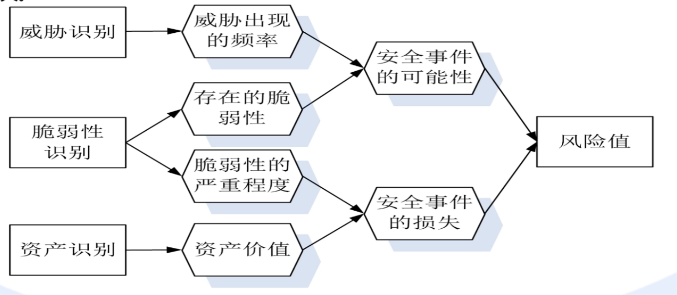 威胁识别
威胁出现
的频率
安全事件
的可能性
存在的脆
弱性
脆弱性
识别
风险值
脆弱性的
严重程度
安全事件
的损失
资产识别
资产价值